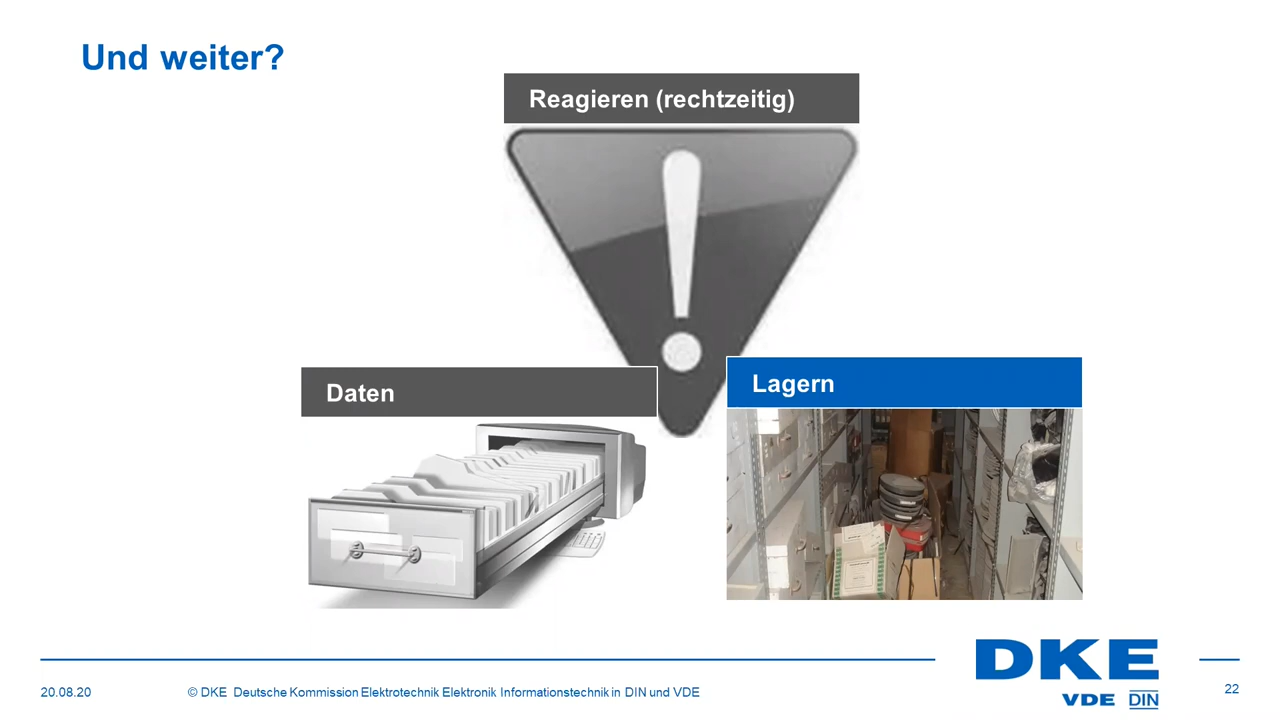 Und weiter?
Reagieren (rechtzeitig)
Daten
Lagern
20.08.20
© DKE Deutsche Kommission Elektrotechnik Elektronik Informationstechnik in DIN und VDE
DKE
VDE DIN
22